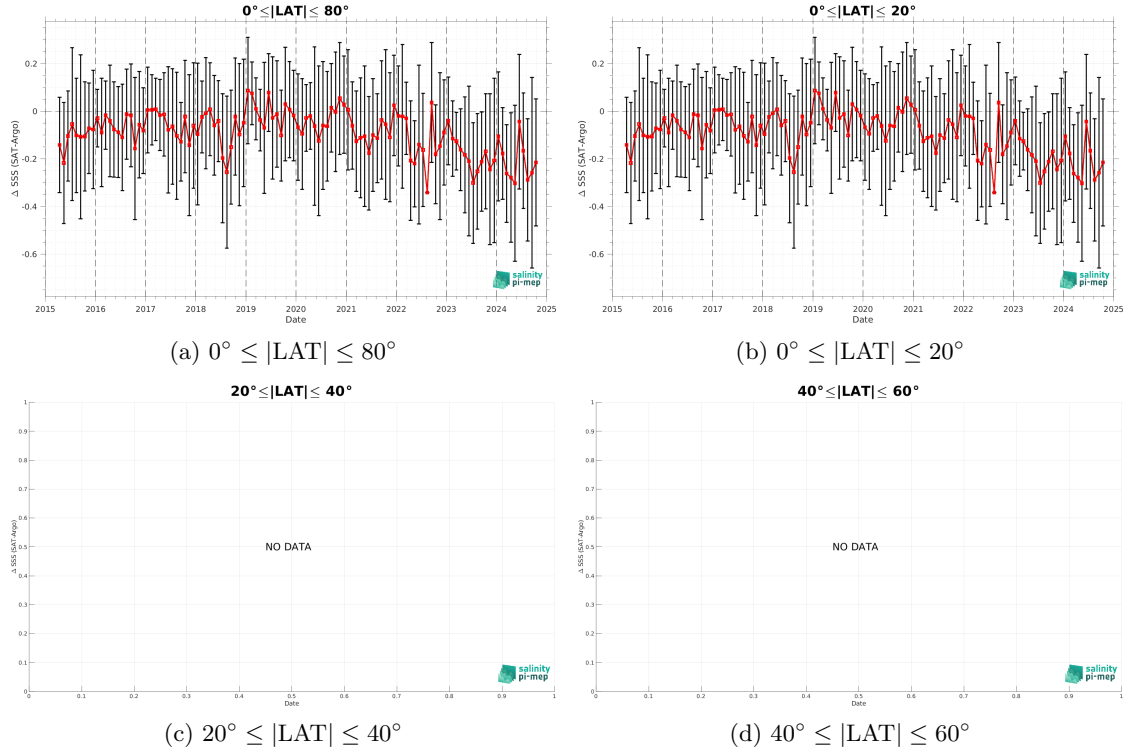 0°≤|LAT|≤ 80°
0.2
0
-0.2
-0.4
-0.6
Δ SSS (SAT-Argo)
salinity
pi-mep
2015 2016 2017 2018 2019 2020 2021 2022 2023 2024 2025
Date
(a) 0° ≤ |LAT| ≤ 80°
0°≤|LAT|≤ 20°
0.2
0
-0.2
-0.4
-0.6
Δ SSS (SAT-Argo)
salinity
pi-mep
2015 2016 2017 2018 2019 2020 2021 2022 2023 2024 2025
Date
(b) 0° ≤ |LAT| ≤ 20°
20°≤|LAT|≤ 40°
1
0.9
0.8
0.7
0.6
0.5
0.4
0.3
0.2
0.1
0
Δ SSS (SAT-Argo)
NO DATA
salinity
pi-mep
0 0.1 0.2 0.3 0.4 0.5 0.6 0.7 0.8 0.9 1
Date
(c) 20° ≤ |LAT| ≤ 40°
40°≤|LAT|≤ 60°
1
0.9
0.8
0.7
0.6
0.5
0.4
0.3
0.2
0.1
0
Δ SSS (SAT-Argo)
NO DATA
salinity
pi-mep
0 0.1 0.2 0.3 0.4 0.5 0.6 0.7 0.8 0.9 1
Date
(d) 40° ≤ |LAT| ≤ 60°